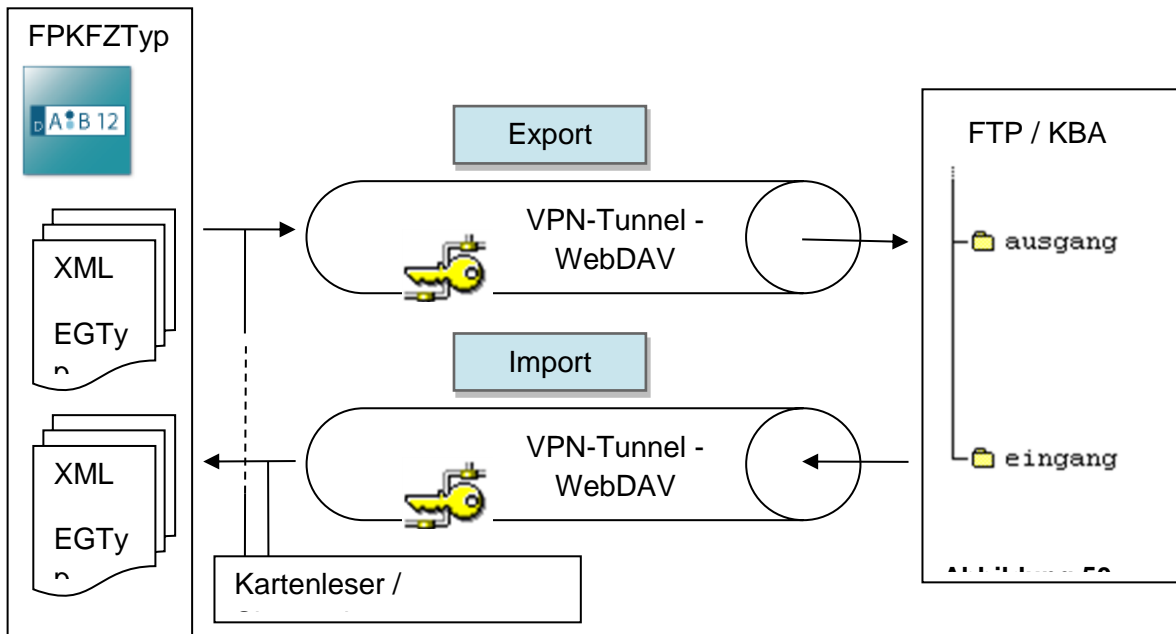 FPKFZTyp
D A B 12
XML
EGTy
p
XML
EGTy
p
Export
VPN-Tunnel -
WebDAV
Import
VPN-Tunnel -
WebDAV
Kartenleser /
FTP / KBA
ausgang
eingang